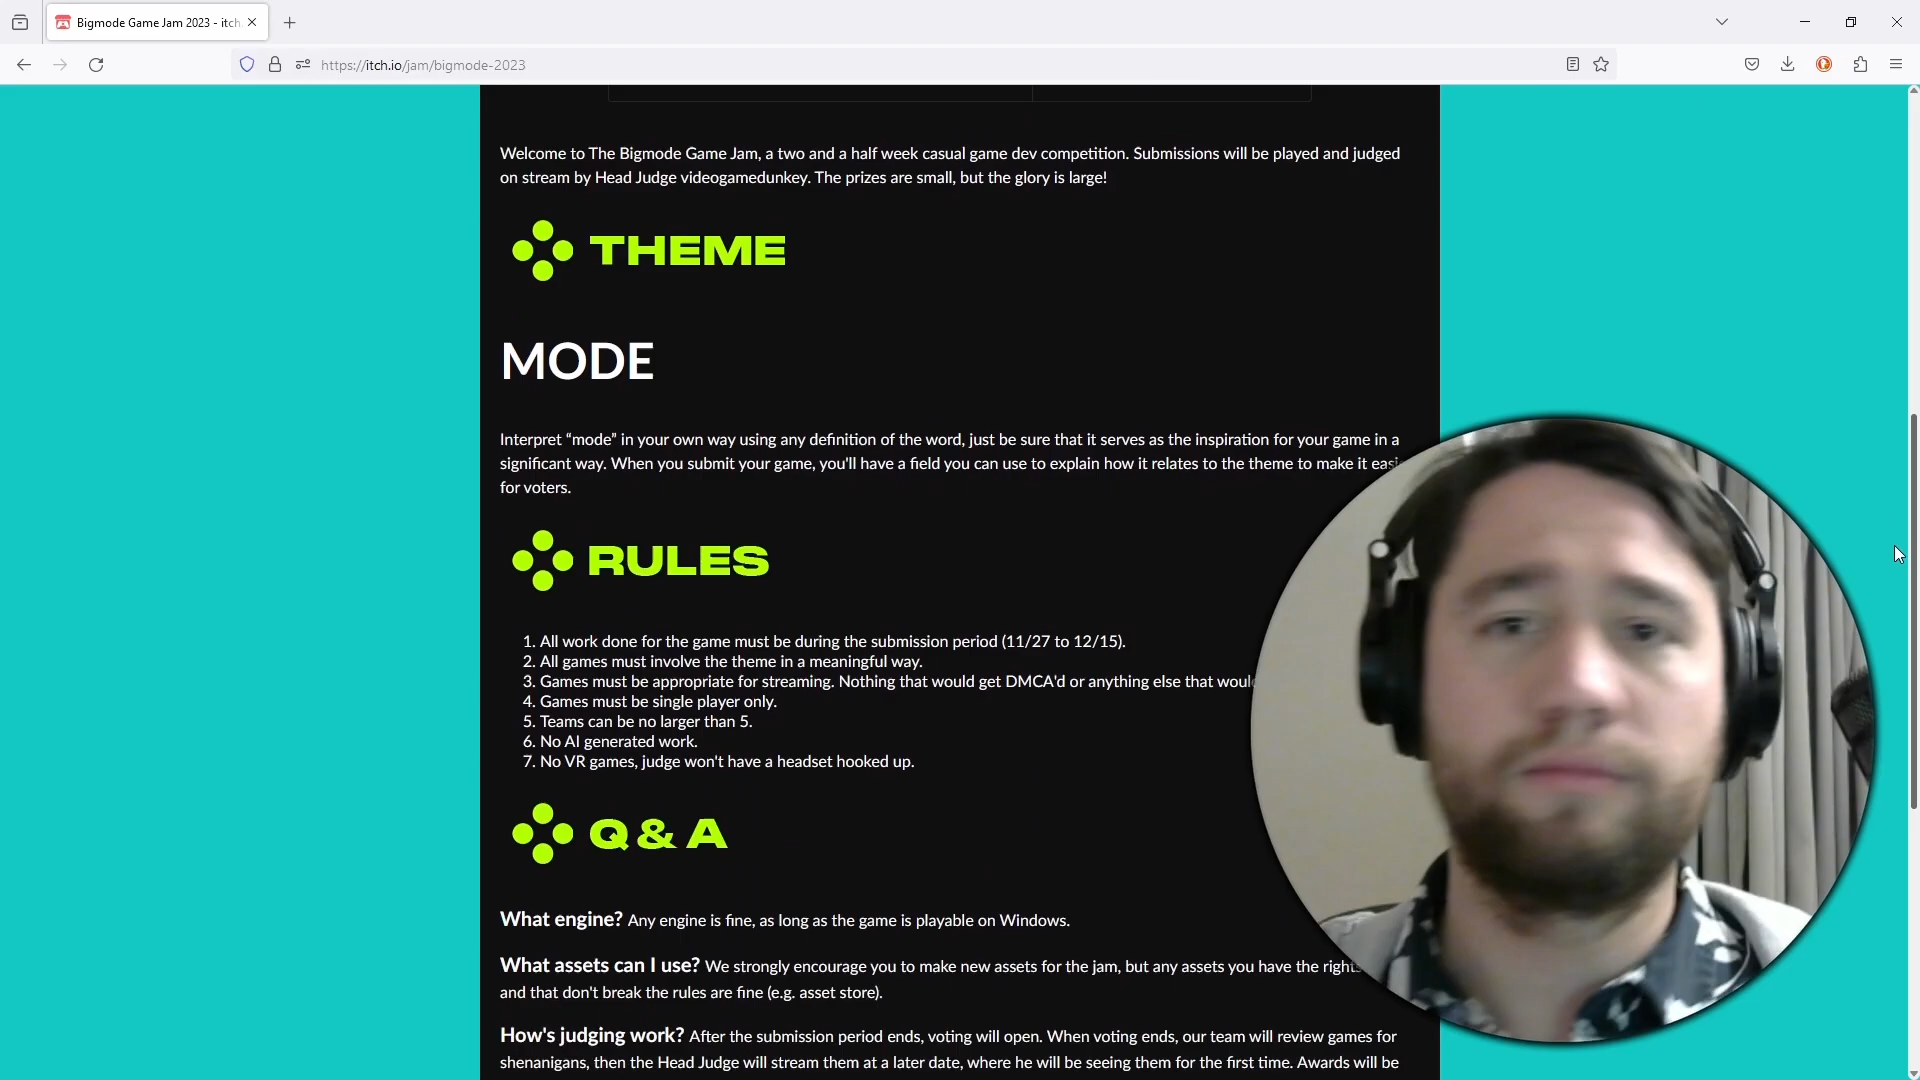 Bigmode Game Jam 2023 - itch
https://itch.io/jam/bigmode-2023
Welcome to The Bigmode Game Jam, a two and a half week casual game dev competition. Submissions will be played and judged
on stream by Head Judge videogamedunkey. The prizes are small, but the glory is large!
THEME
MODE
Interpret “mode” in your own way using any definition of the word, just be sure that it serves as the inspiration for your game in a
significant way. When you submit your game, you'll have a field you can use to explain how it relates to the theme to make it
for voters.
RULES
1. All work done for the game must be during the submission period (11/27 to 12/15).
2. All games must involve the theme in a meaningful way.
3. Games must be appropriate for streaming. Nothing that would get DMCA'd or anything else that
4. Games must be single player only.
5. Teams can be no larger than 5.
6. No AI generated work.
7. No VR games, judge won't have a headset hooked up.
Q & A
What engine? Any engine is fine, as long as the game is playable on Windows.
What assets can I use? We strongly encourage you to make new assets for the jam, but any assets you have the
and that don't break the rules are fine (e.g. asset store).
How's judging work? After the submission period ends, voting will open. When voting ends, our team will review games for
shenanigans, then the Head Judge will stream them at a later date, where he will be seeing them for the first time. Awards will be